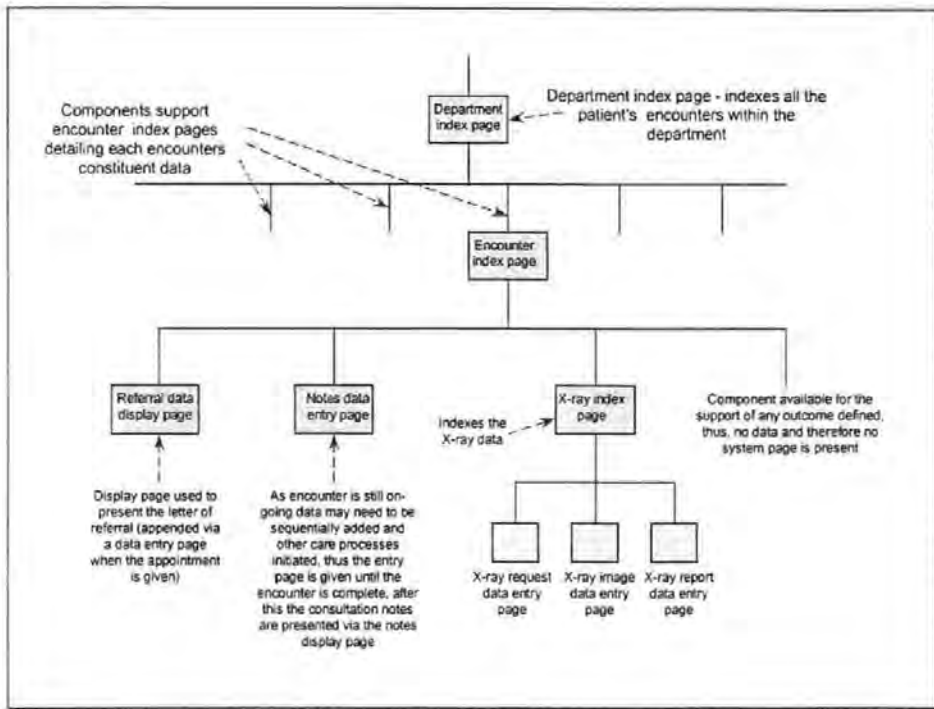 Components support
encounter index pages
detailing each encounters
constituent data
Department
index page
Department index page - indexes all the
patient's encounters within the
department
Encounter
index page
Referral data
display page
Notes data
entry page
X-ray index
page
Indexes the
X-ray data
Component available for the
support of any outcome defined,
thus, no data and therefore no
system page is present
Display page used to
present the letter of
referral (appended via
a data entry page
when the appointment
is given)
As encounter is still on-
going data may need to be
sequentially added and
other care processes
initiated, thus the entry
page is given until the
encounter is complete, after
this the consultation notes
are presented via the notes
display page
X-ray request
data entry
page
X-ray image
data entry
page
X-ray report
data entry
page